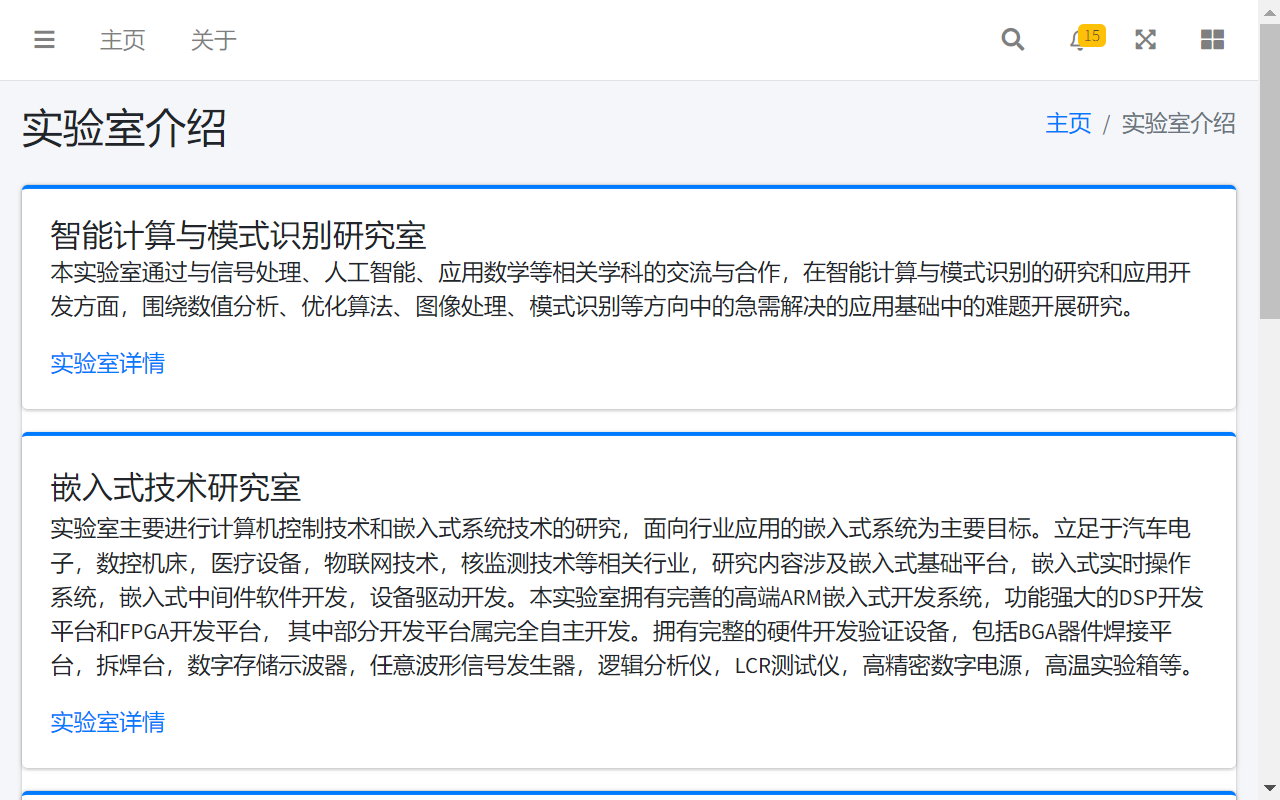 主页 关于 15
实验室介绍
主页 / 实验室介绍
智能计算与模式识别研究室
本实验室通过与信号处理、人工智能、应用数学等相关学科的交流与合作，在智能计算与模式识别的研究和应用开
发方面，围绕数值分析、优化算法、图像处理、模式识别等方向中的急需解决的应用基础中的难题开展研究。
实验室详情
嵌入式技术研究室
实验室主要进行计算机控制技术和嵌入式系统技术的研究，面向行业应用的嵌入式系统为主要目标。立足于汽车电
子，数控机床，医疗设备，物联网技术，核监测技术等相关行业，研究内容涉及嵌入式基础平台，嵌入式实时操作
系统，嵌入式中间件软件开发，设备驱动开发。本实验室拥有完善的高端ARM嵌入式开发系统，功能强大的DSP开发
平台和FPGA开发平台， 其中部分开发平台属完全自主开发。拥有完整的硬件开发验证设备，包括BGA器件焊接平
台，拆焊台，数字存储示波器，任意波形信号发生器，逻辑分析仪，LCR测试仪，高精密数字电源，高温实验箱等。
实验室详情